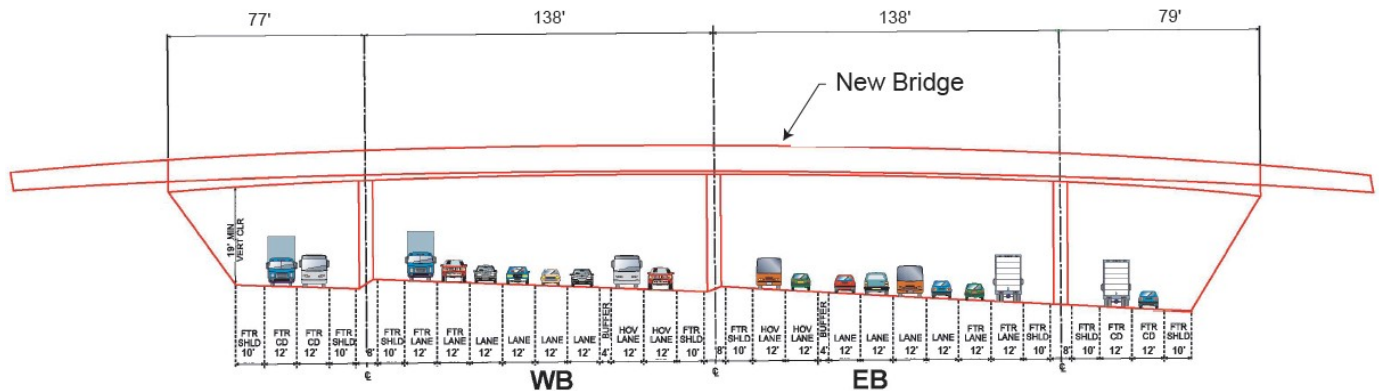 77'
138'
138'
79'
New Bridge
19' MIN
VERT CLR
FTR
SHLD
10'
FTR
CD
12'
FTR
CD
12'
FTR
SHLD
10'
8'
FTR
SHLD
10'
FTR
LANE
12'
FTR
LANE
12'
LANE
12'
LANE
12'
LANE
12'
LANE
12'
BUFFER
4'
HOV
LANE
12'
HOV
LANE
12'
FTR
SHLD
10'
8'
FTR
SHLD
10'
HOV
LANE
12'
HOV
LANE
12'
BUFFER
4'
LANE
12'
LANE
12'
LANE
12'
LANE
12'
FTR
LANE
12'
FTR
LANE
12'
FTR
SHLD
10'
8'
FTR
SHLD
10'
FTR
CD
12'
FTR
CD
12'
FTR
SHLD
10'
℄
℄
℄
WB
EB